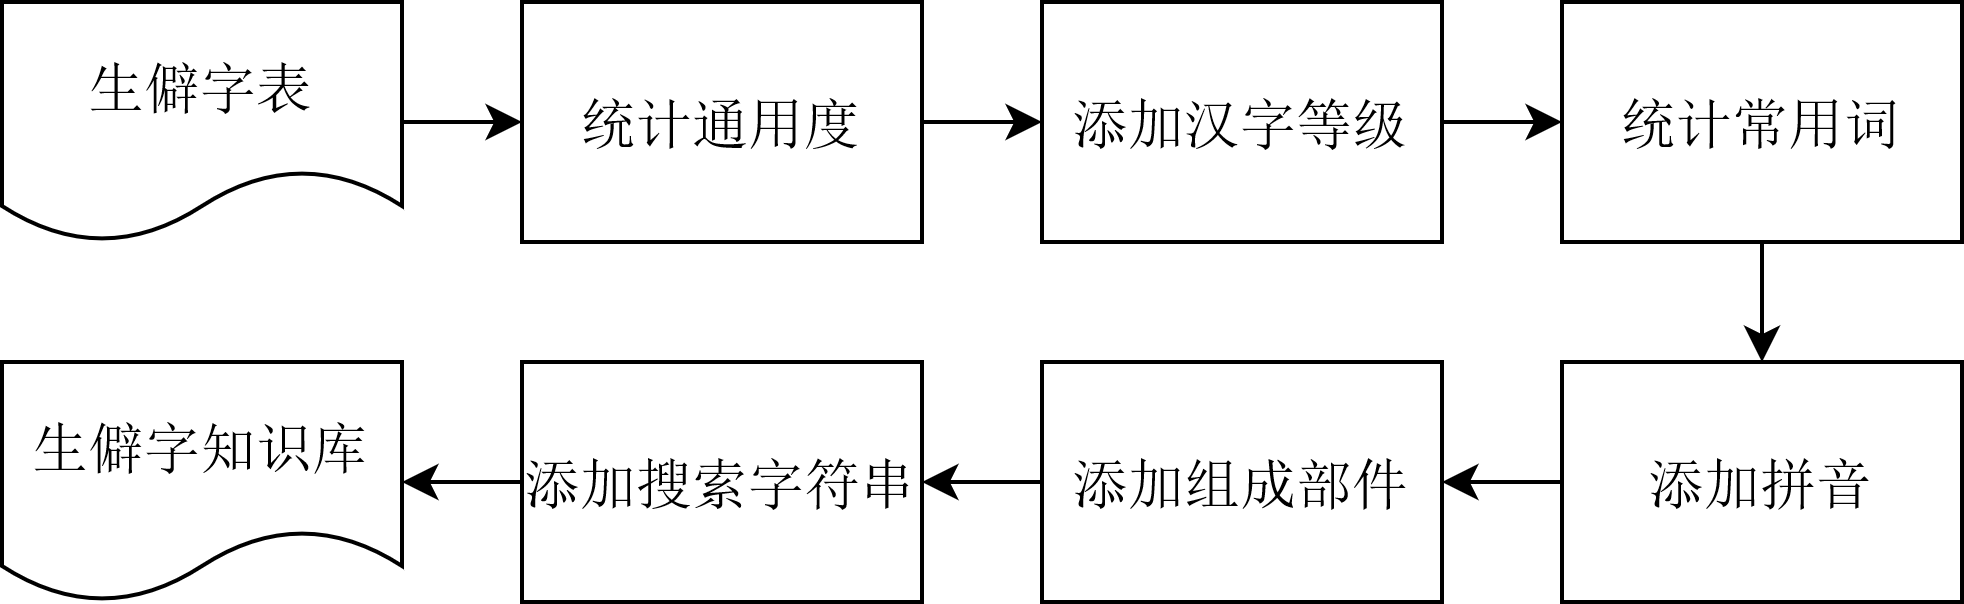 生僻字表
统计通用度
添加汉字等级
统计常用词
添加拼音
添加组成部件
添加搜索字符串
生僻字知识库